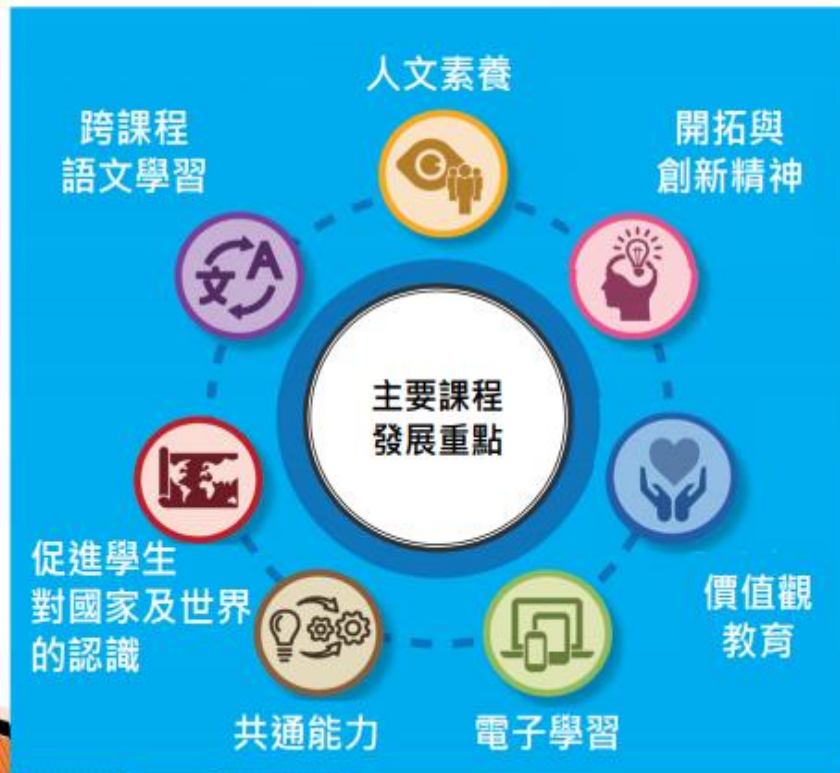 人文素養
開拓與
創新精神
價值觀
教育
電子學習
共通能力
促進學生
對國家及世界
的認識
跨課程
語文學習
文A
主要課程
發展重點